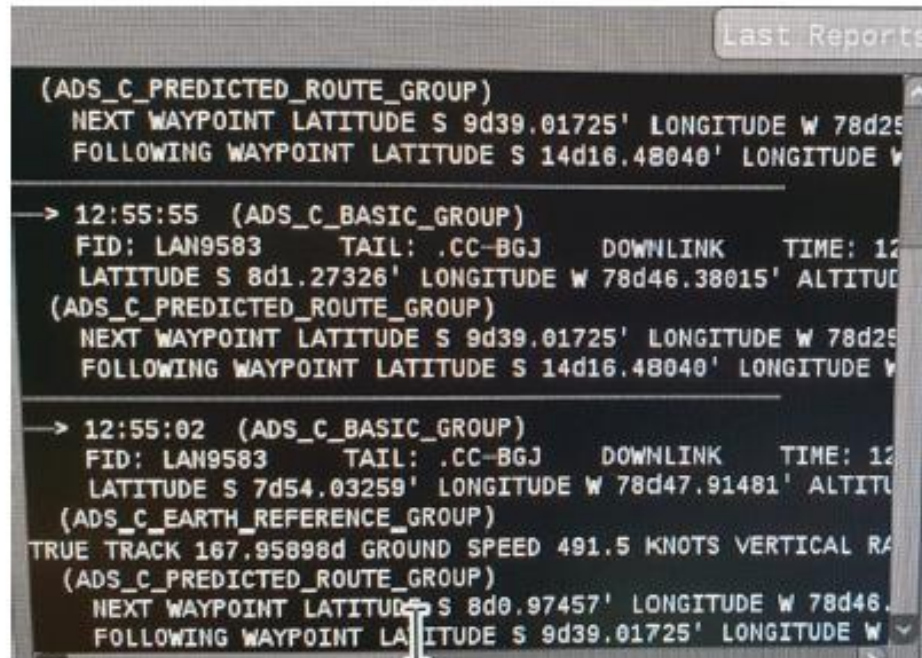 Last Reports
(ADS_C_PREDICTED_ROUTE_GROUP)
NEXT WAYPOINT LATITUDE S 9d39.01725' LONGITUDE W 78d25
FOLLOWING WAYPOINT LATITUDE S 14d16.48040' LONGITUDE W
—> 12:55:55 (ADS_C_BASIC_GROUP)
FID: LAN9583 TAIL: .CC-BGJ DOWNLINK TIME: 12
LATITUDE S 8d1.27326' LONGITUDE W 78d46.38015' ALTITUD
(ADS_C_PREDICTED_ROUTE_GROUP)
NEXT WAYPOINT LATITUDE S 9d39.01725' LONGITUDE W 78d25
FOLLOWING WAYPOINT LATITUDE S 14d16.48040' LONGITUDE W
—> 12:55:02 (ADS_C_BASIC_GROUP)
FID: LAN9583 TAIL: .CC-BGJ DOWNLINK TIME: 12
LATITUDE S 7d54.03259' LONGITUDE W 78d47.91481' ALTITU
(ADS_C_EARTH_REFERENCE_GROUP)
TRUE TRACK 167.95898d GROUND SPEED 491.5 KNOTS VERTICAL RA
(ADS_C_PREDICTED_ROUTE_GROUP)
NEXT WAYPOINT LATITUDE S 8d0.97457' LONGITUDE W 78d46.
FOLLOWING WAYPOINT LATITUDE S 9d39.01725' LONGITUDE W